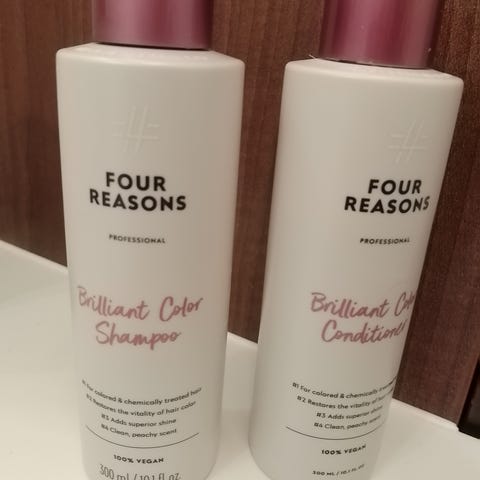 FOUR
REASONS
PROFESSIONAL
Brilliant Color
Shampoo
#1 For colored & chemically treated hair
#2 Restores the vitality of hair color
#3 Adds superior shine
#4 Clean, peachy scent
100% VEGAN
300 ml / 10.1 fl.oz.
FOUR
REASONS
PROFESSIONAL
Brilliant Color
Conditioner
#1 For colored & chemically
#2 Restores the vitality of
#3 Adds superior shine
#4 Clean, peachy scent
100% VEGAN
300 ML / 10.1 FL.OZ